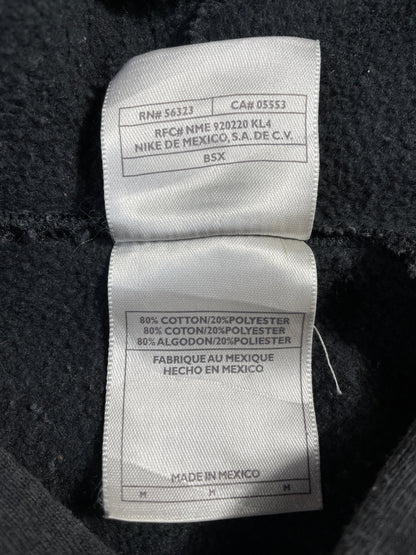 RN# 56323 CA# 05553
RFC# NME 920220 KL4
NIKE DE MEXICO, S.A. DE C.V.
BSX
80% COTTON/20%POLYESTER
80% COTON/20%POLYESTER
80% ALGODON/20%POLIESTER
FABRIQUE AU MEXIQUE
HECHO EN MEXICO
MADE IN MEXICO
M M M